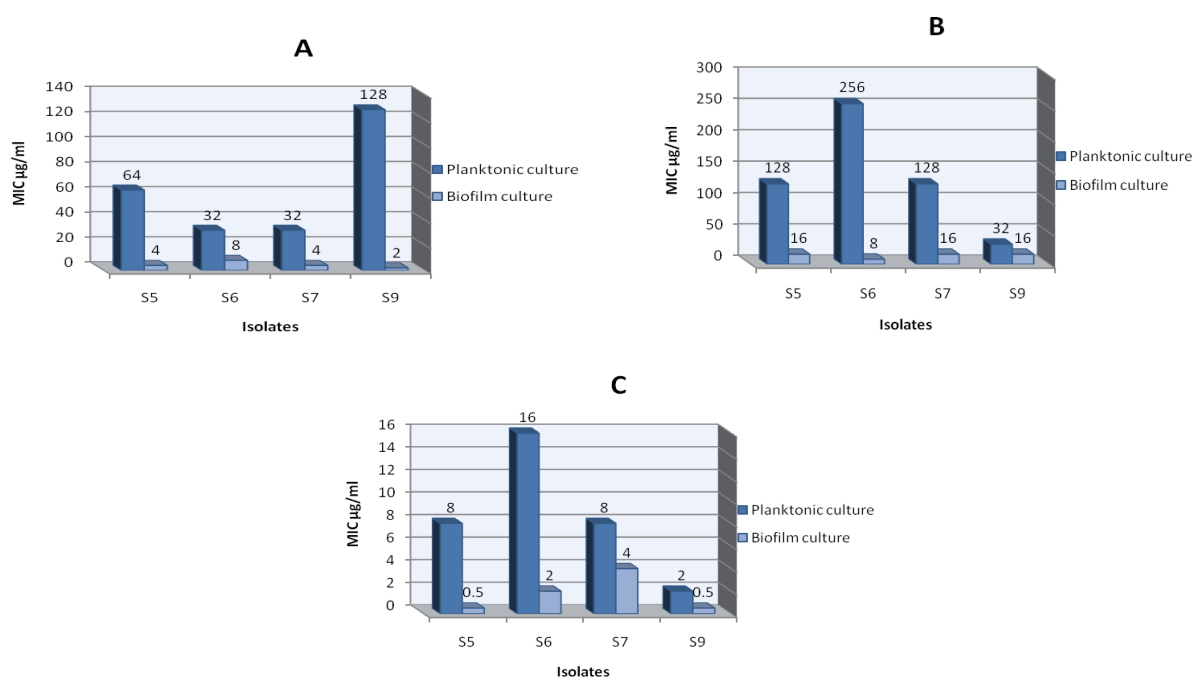 A
MIC µg/ml
140
120
100
80
60
40
20
0
64
4
32
8
32
4
128
2
S5 S6 S7 S9
Isolates
Planktonic culture
Biofilm culture
B
MIC µg/ml
300
250
200
150
100
50
0
128
16
256
8
128
16
32
16
S5 S6 S7 S9
Isolates
Planktonic culture
Biofilm culture
C
MIC µg/ml
16
14
12
10
8
6
4
2
0
8
0.5
16
2
8
4
2
0.5
S5 S6 S7 S9
Isolates
Planktonic culture
Biofilm culture